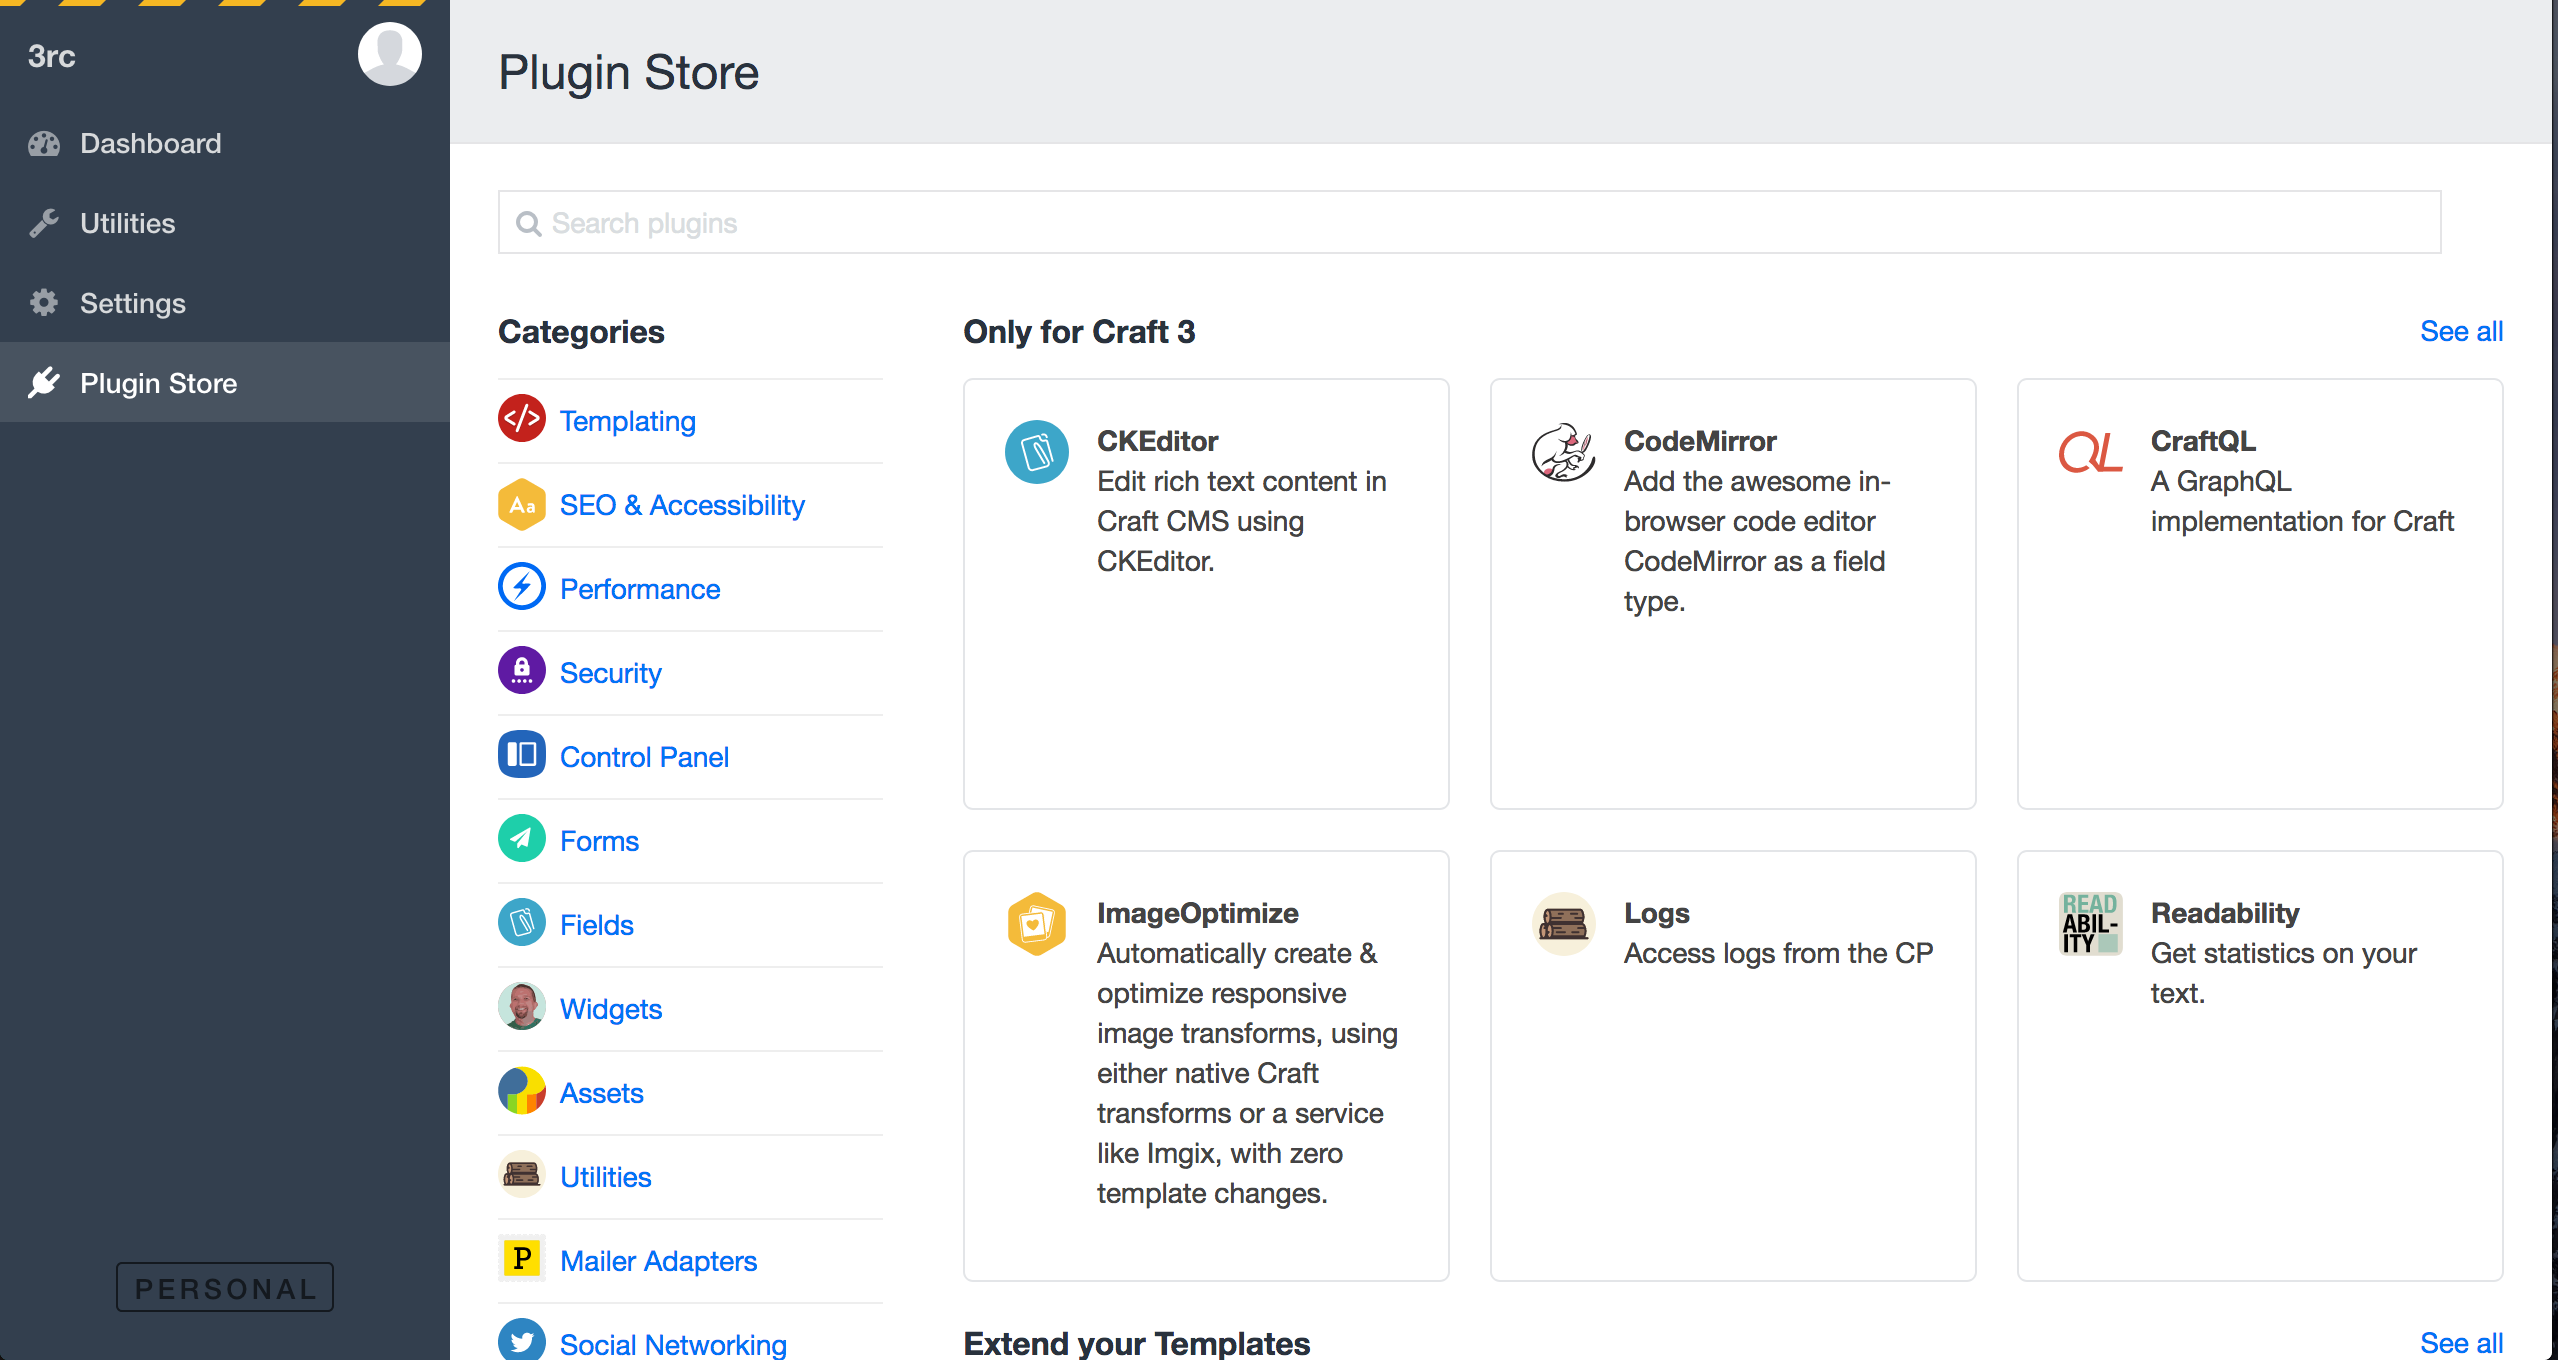 3rc
Dashboard
Utilities
Settings
Plugin Store
PERSONAL
Plugin Store
Search plugins
Categories
Templating
Aa
SEO & Accessibility
Performance
Security
Control Panel
Forms
Fields
Widgets
Assets
Utilities
P
Mailer Adapters
Social Networking
Only for Craft 3
See all
CKEditor
Edit rich text content in
Craft CMS using
CKEditor.
CodeMirror
Add the awesome in-
browser code editor
CodeMirror as a field
type.
QL
CraftQL
A GraphQL
implementation for Craft
ImageOptimize
Automatically create &
optimize responsive
image transforms, using
either native Craft
transforms or a service
like Imgix, with zero
template changes.
Logs
Access logs from the CP
READ
ABIL-
ITY
Readability
Get statistics on your
text.
Extend your Templates
See all